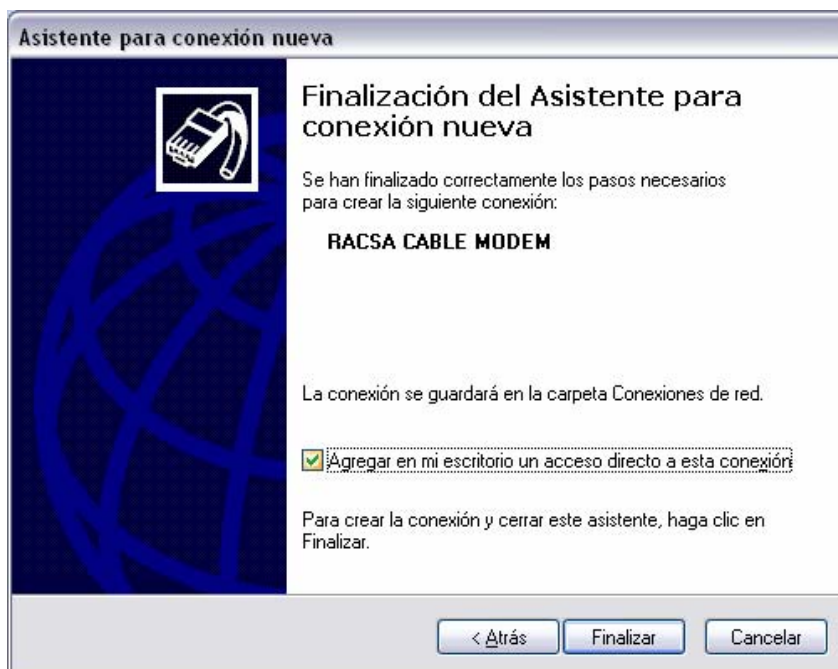 Asistente para conexión nueva
Finalización del Asistente para
conexión nueva
Se han finalizado correctamente los pasos necesarios
para crear la siguiente conexión:
RACSA CABLE MODEM
La conexión se guardará en la carpeta Conexiones de red.
Agregar en mi escritorio un acceso directo a esta conexión
Para crear la conexión y cerrar este asistente, haga clic en
Finalizar.
< Atrás Finalizar Cancelar